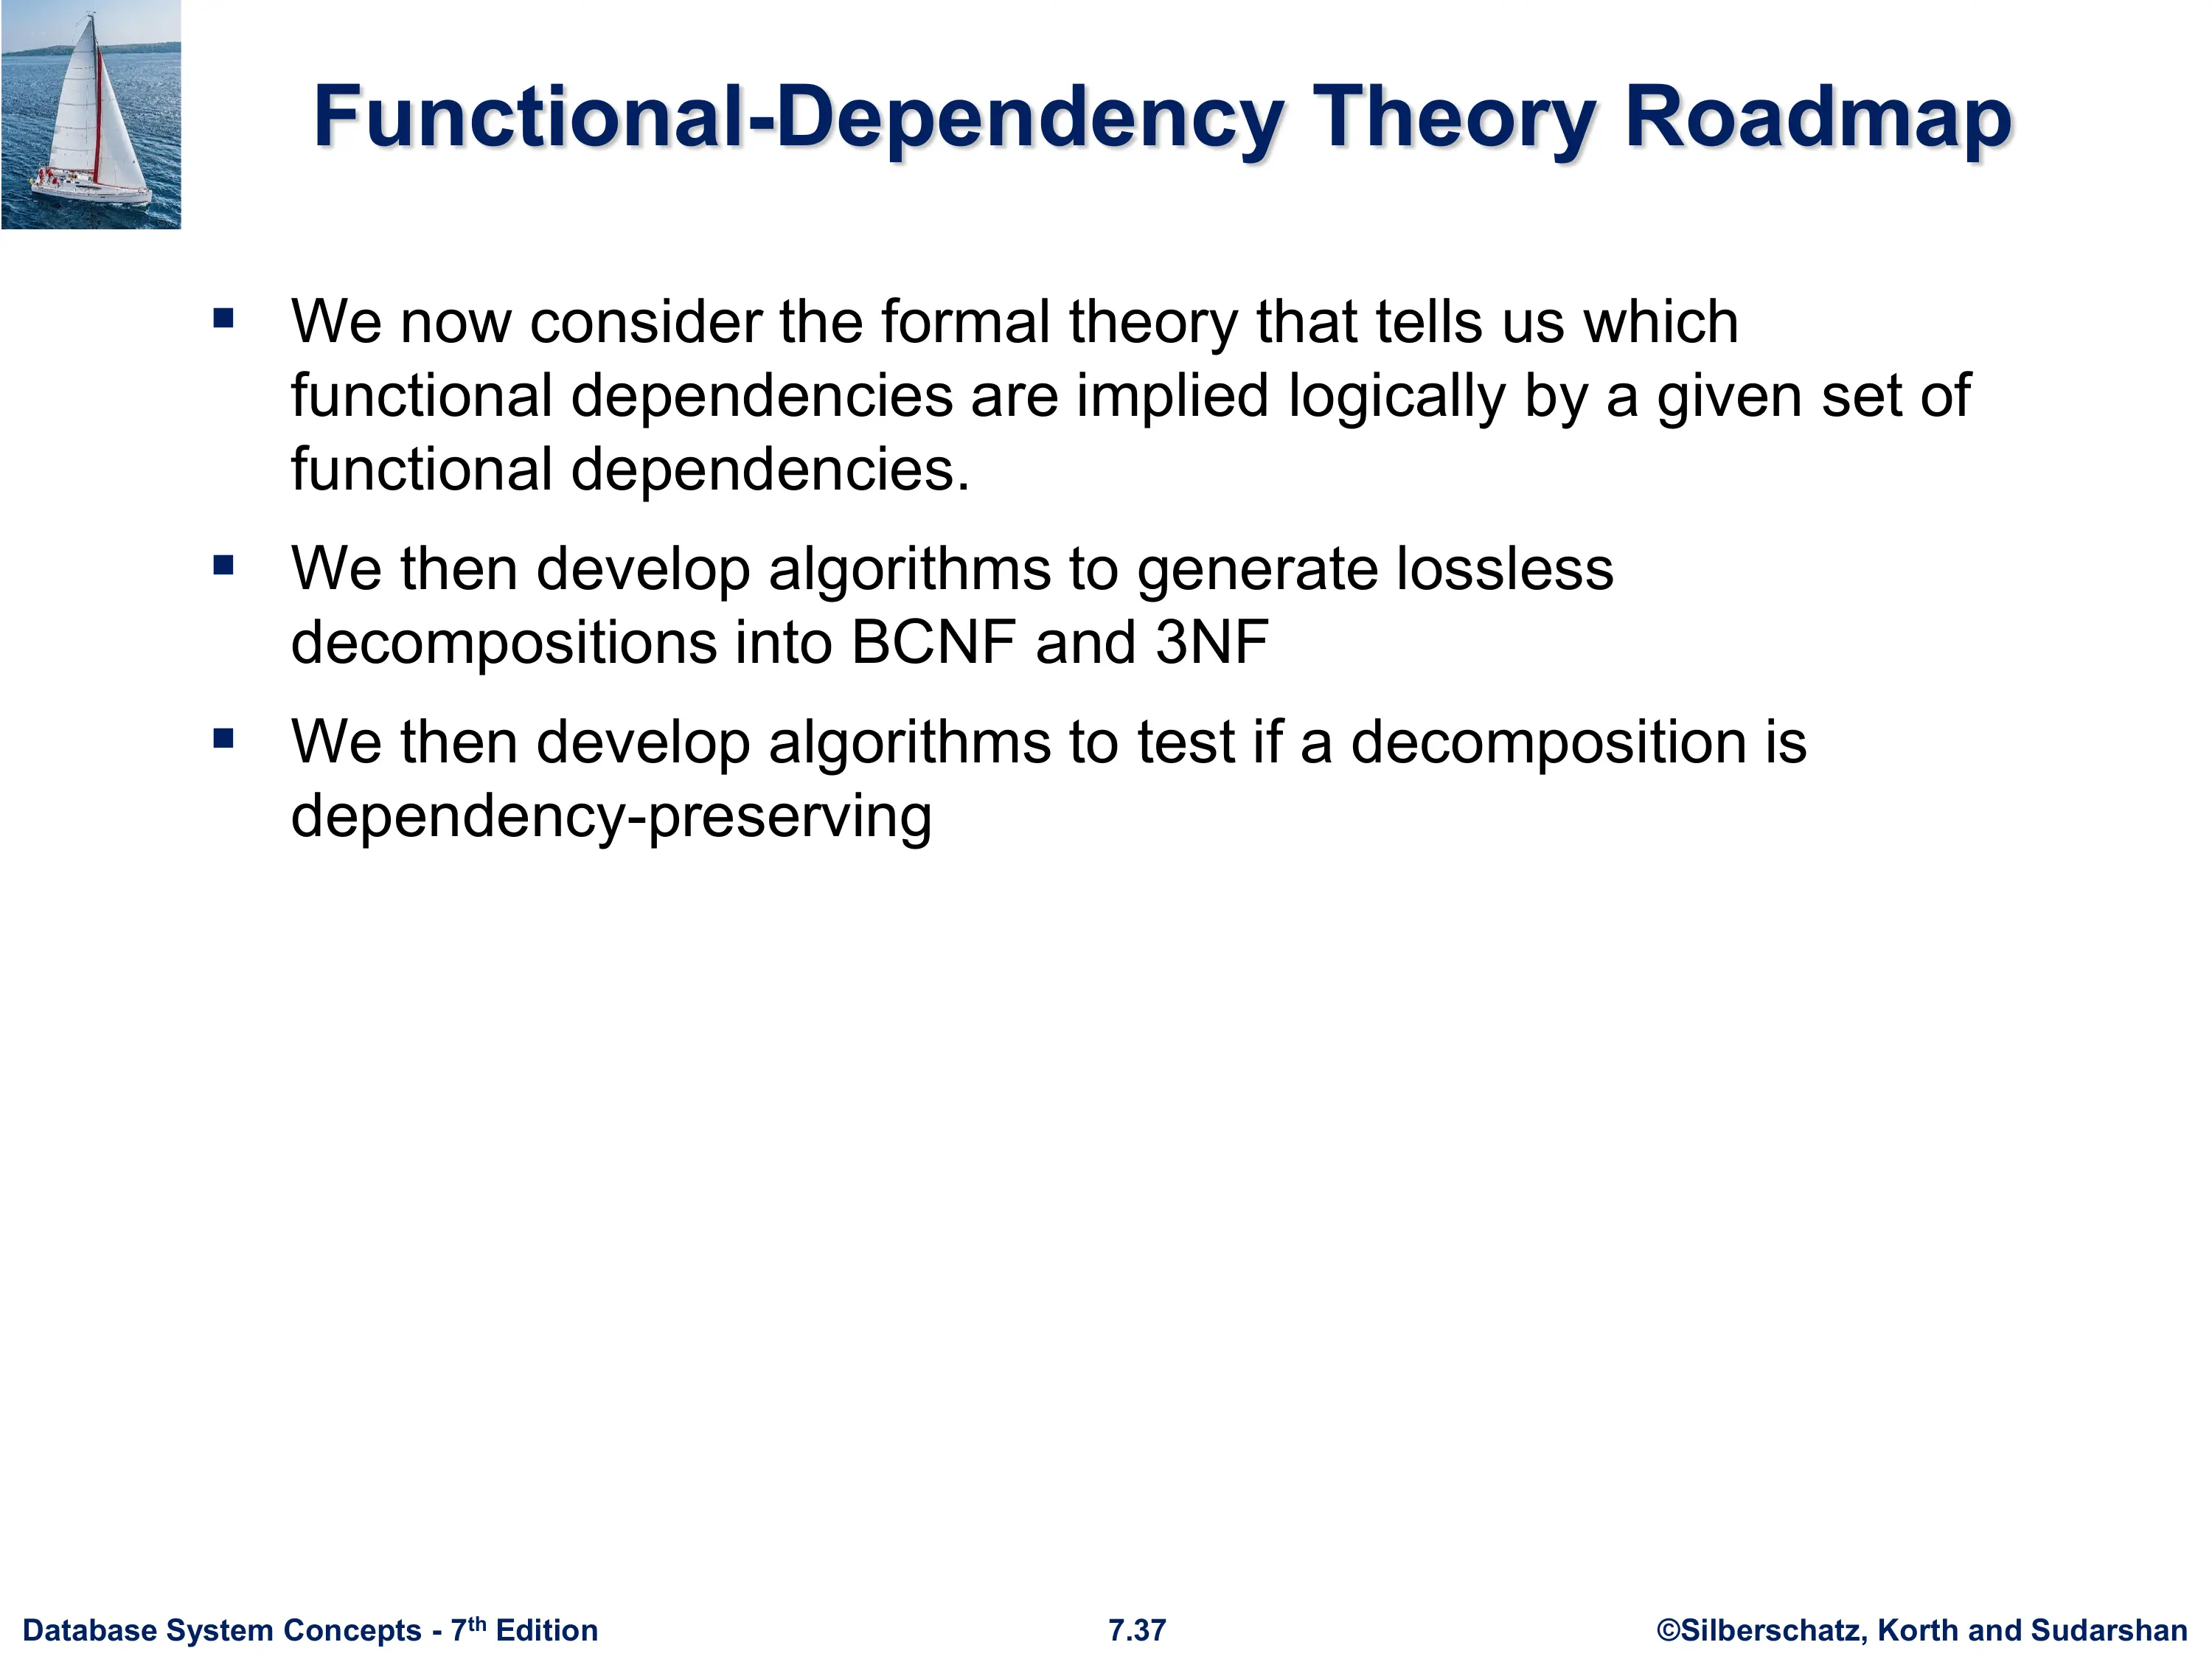 Functional-Dependency Theory Roadmap
▪ We now consider the formal theory that tells us which
functional dependencies are implied logically by a given set of
functional dependencies.
▪ We then develop algorithms to generate lossless
decompositions into BCNF and 3NF
▪ We then develop algorithms to test if a decomposition is
dependency-preserving
Database System Concepts - 7th Edition
7.37
©Silberschatz, Korth and Sudarshan